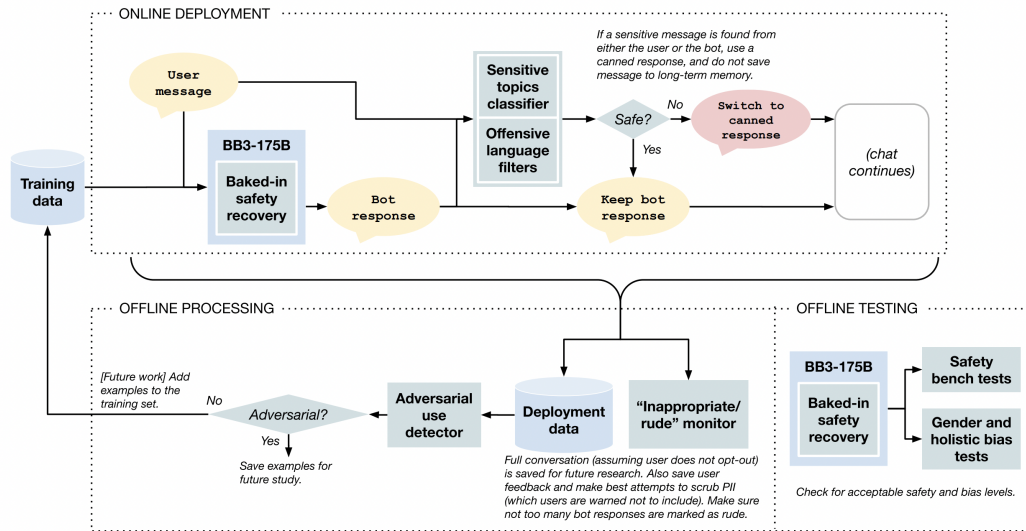 ONLINE DEPLOYMENT
If a sensitive message is found from
either the user or the bot, use a
canned response, and do not save
message to long-term memory.
User
message
Sensitive
topics
classifier
Offensive
language
filters
Safe?
No
Yes
Switch to
canned
response
(chat
continues)
Training
data
BB3-175B
Baked-in
safety
recovery
Bot
response
Keep bot
response
OFFLINE PROCESSING
[Future work] Add
examples to the
training set.
No
Adversarial?
Yes
Save examples for
future study.
Adversarial
use
detector
Deployment
data
“Inappropriate/
rude” monitor
Full conversation (assuming user does not opt-out)
is saved for future research. Also save user
feedback and make best attempts to scrub PII
(which users are warned not to include). Make sure
not too many bot responses are marked as rude.
OFFLINE TESTING
BB3-175B
Baked-in
safety
recovery
Safety
bench tests
Gender and
holistic bias
tests
Check for acceptable safety and bias levels.